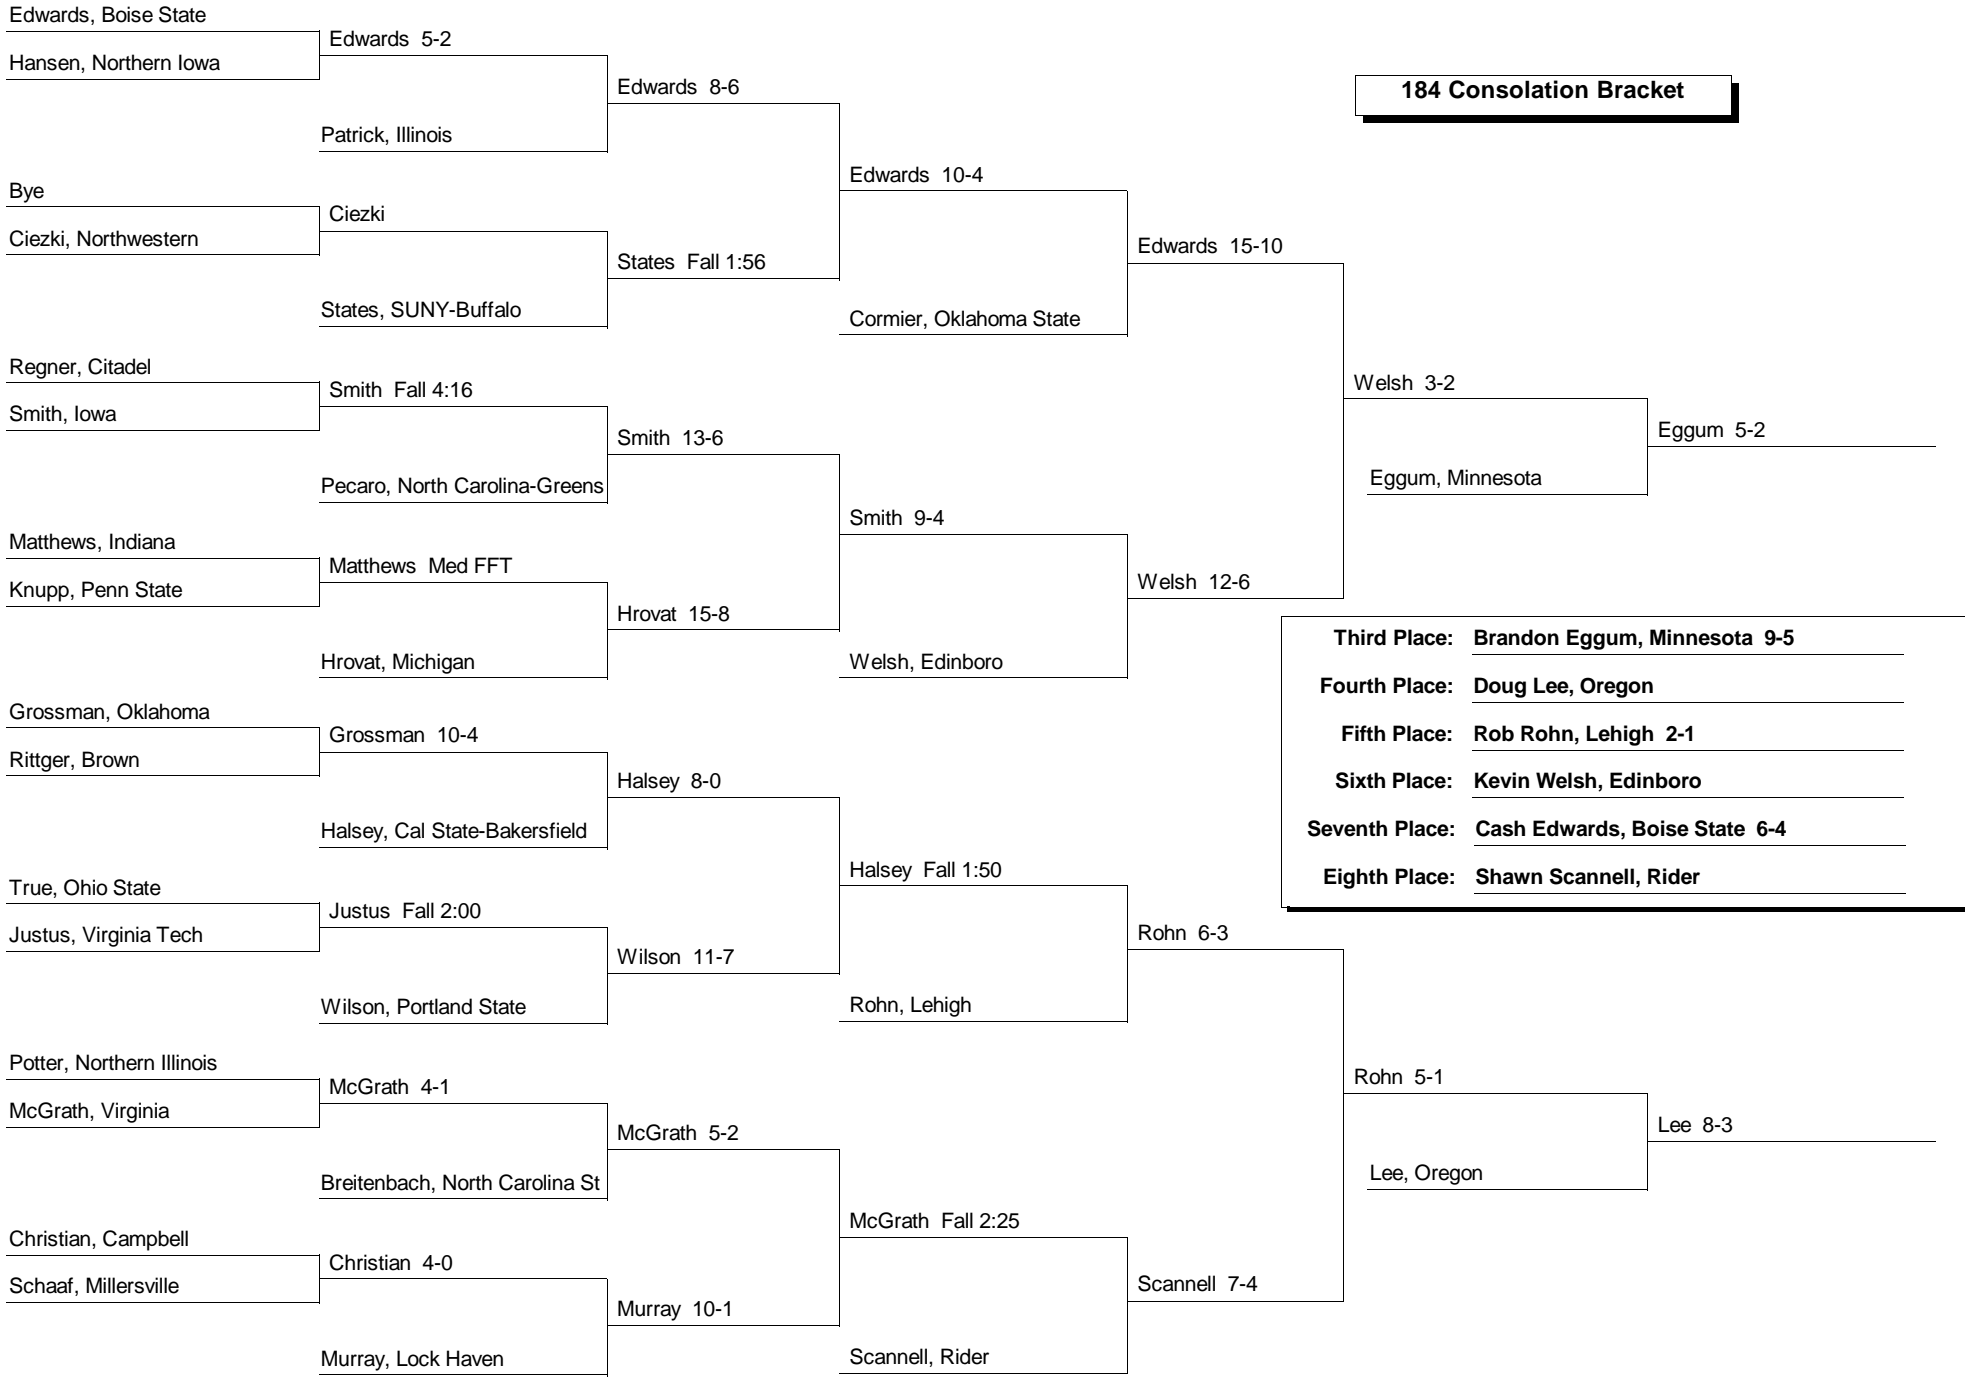 Edwards, Boise State
Hansen, Northern Iowa
Edwards 5-2
Patrick, Illinois
Edwards 8-6
184 Consolation Bracket
Bye
Ciezki, Northwestern
Ciezki
States, SUNY-Buffalo
States Fall 1:56
Edwards 10-4
Cormier, Oklahoma State
Edwards 15-10
Regner, Citadel
Smith, Iowa
Smith Fall 4:16
Pecaro, North Carolina-Greens
Smith 13-6
Matthews, Indiana
Knupp, Penn State
Matthews Med FFT
Hrovat, Michigan
Hrovat 15-8
Smith 9-4
Welsh, Edinboro
Welsh 12-6
Welsh 3-2
Eggum, Minnesota
Eggum 5-2
Third Place: Brandon Eggum, Minnesota 9-5
Fourth Place: Doug Lee, Oregon
Fifth Place: Rob Rohn, Lehigh 2-1
Sixth Place: Kevin Welsh, Edinboro
Seventh Place: Cash Edwards, Boise State 6-4
Eighth Place: Shawn Scannell, Rider
Grossman, Oklahoma
Rittger, Brown
Grossman 10-4
Halsey, Cal State-Bakersfield
Halsey 8-0
True, Ohio State
Justus, Virginia Tech
Justus Fall 2:00
Wilson, Portland State
Wilson 11-7
Halsey Fall 1:50
Rohn, Lehigh
Rohn 6-3
Potter, Northern Illinois
McGrath, Virginia
McGrath 4-1
Breitenbach, North Carolina St
McGrath 5-2
Christian, Campbell
Schaaf, Millersville
Christian 4-0
Murray, Lock Haven
Murray 10-1
McGrath Fall 2:25
Scannell, Rider
Scannell 7-4
Rohn 5-1
Lee, Oregon
Lee 8-3